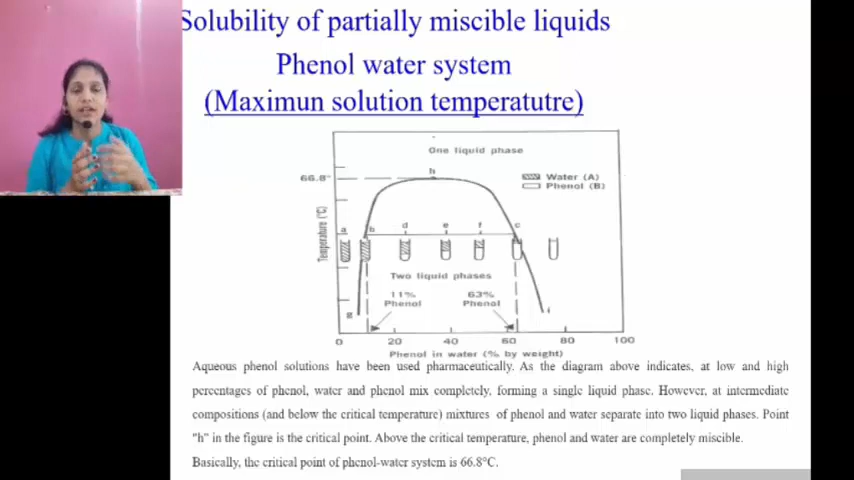 Solubility of partially miscible liquids
Phenol water system
(Maximun solution temperatutre)
One liquid phase
h
66.8°
Water (A)
Phenol (B)
Temperature (°C)
a b d e f c
Two liquid phases
11% Phenol
63% Phenol
g i
0 20 40 60 80 100
Phenol in water (% by weight)
Aqueous phenol solutions have been used pharmaceutically. As the diagram above indicates, at low and high
percentages of phenol, water and phenol mix completely, forming a single liquid phase. However, at intermediate
compositions (and below the critical temperature) mixtures of phenol and water separate into two liquid phases. Point
"h" in the figure is the critical point. Above the critical temperature, phenol and water are completely miscible.
Basically, the critical point of phenol-water system is 66.8°C.